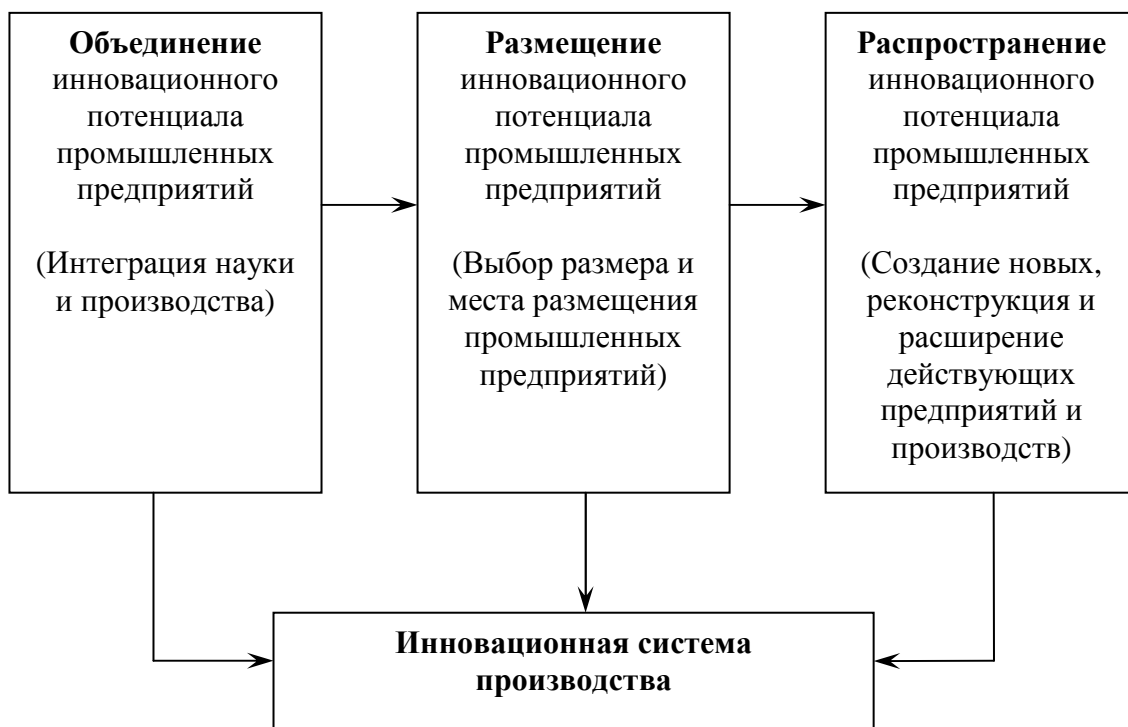 Объединение
инновационного
потенциала
промышленных
предприятий
(Интеграция науки
и производства)
Размещение
инновационного
потенциала
промышленных
предприятий
(Выбор размера и
места размещения
промышленных
предприятий)
Распространение
инновационного
потенциала
промышленных
предприятий
(Создание новых,
реконструкция и
расширение
действующих
предприятий и
производств)
Инновационная система
производства